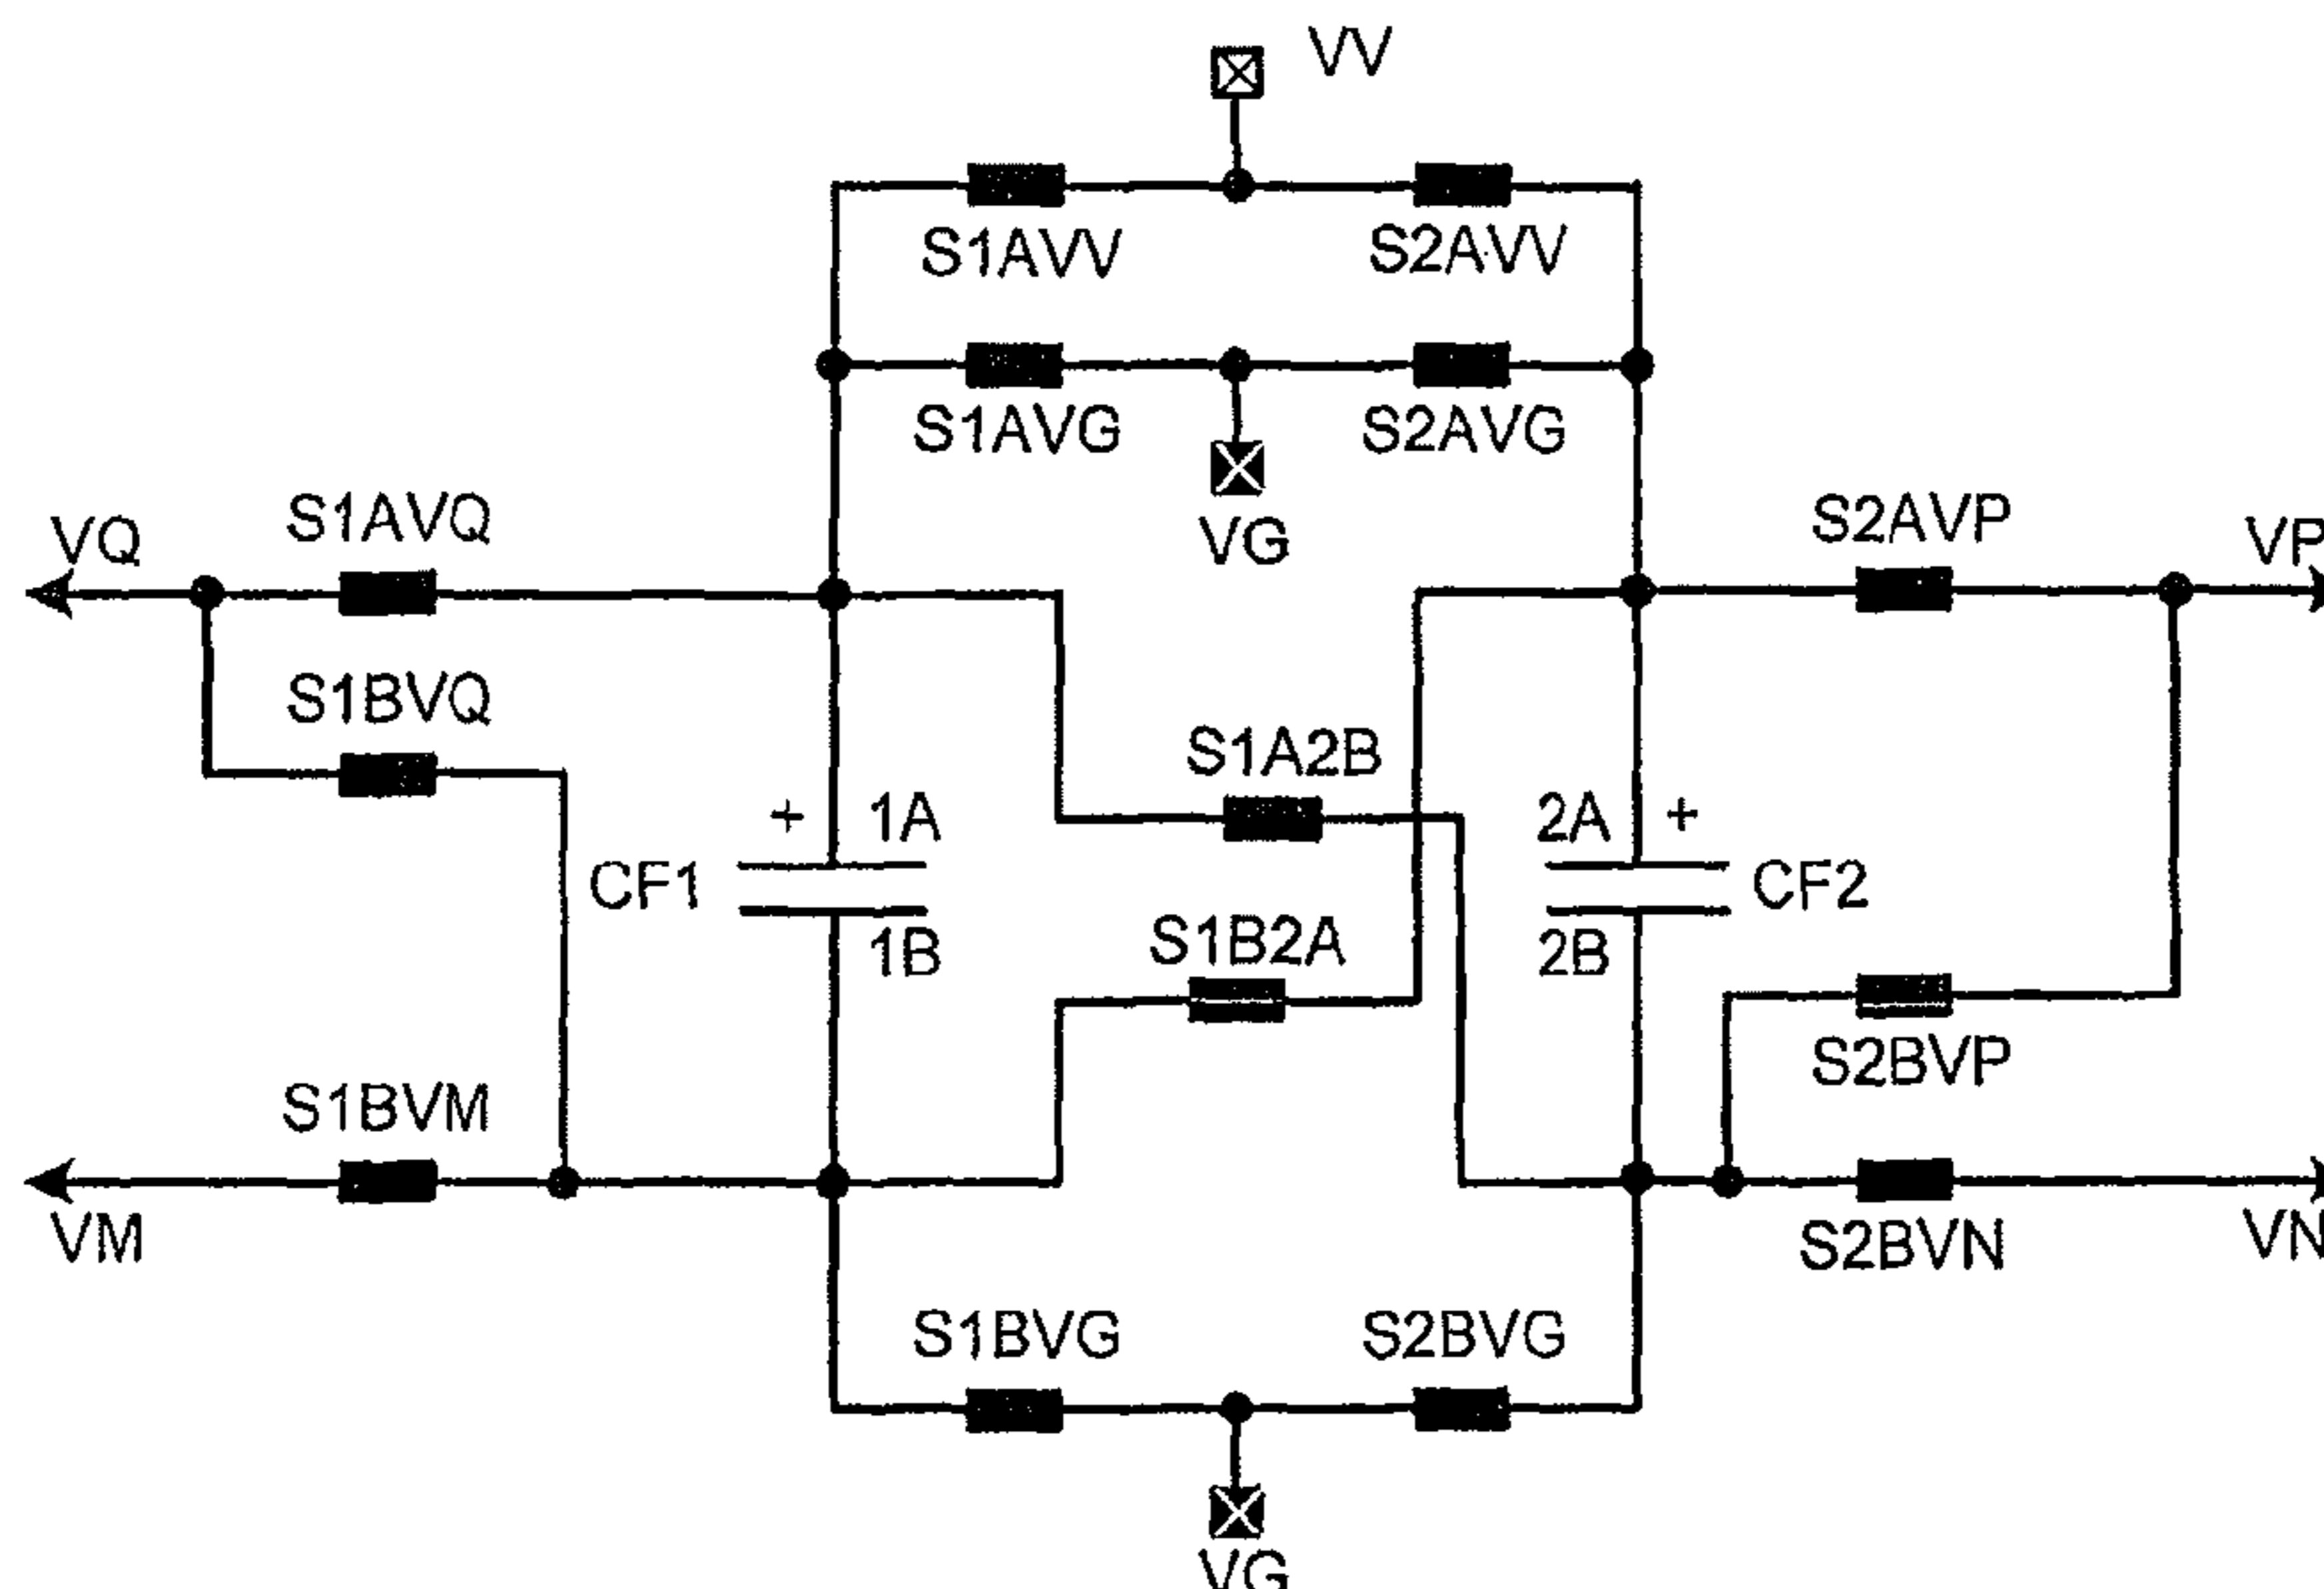 VV
S1AVV
S2AVV
S1AVG
S2AVG
VG
VQ
S1AVQ
S2AVP
VP
S1BVQ
S1A2B
+
1A
2A
+
CF1
CF2
S1B2A
1B
2B
S2BVP
S1BVM
VM
S2BVN
VN
S1BVG
S2BVG
VG